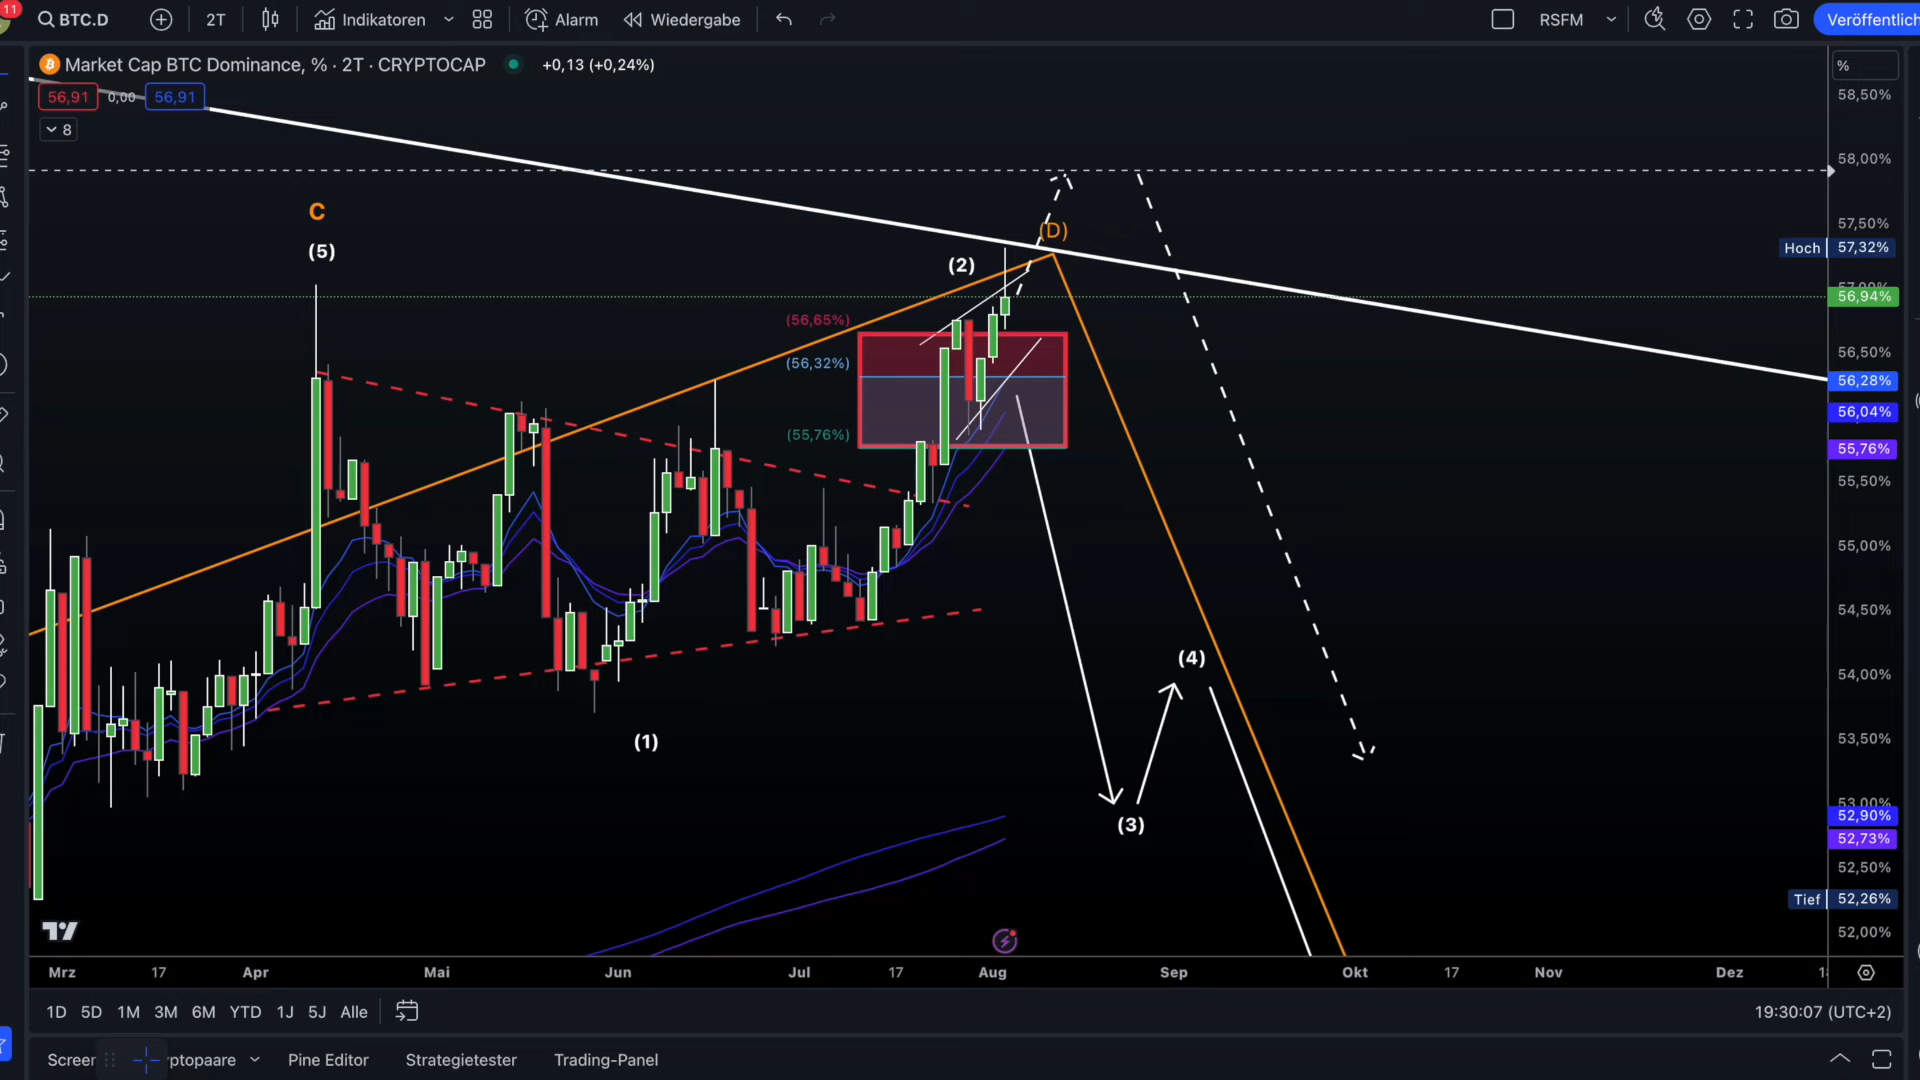 11
BTC.D
2T
Indikatoren
Alarm
Wiedergabe
RSFM
Veröffentlich
Market Cap BTC Dominance, % · 2T · CRYPTOCAP
+0,13 (+0,24%)
56,91
0,00
56,91
8
%
58,50%
58,00%
57,50%
Hoch 57,32%
56,94%
56,50%
56,28%
56,04%
55,76%
55,50%
55,00%
54,50%
54,00%
53,50%
53,00%
52,90%
52,73%
52,50%
Tief 52,26%
52,00%
C
(5)
(D)
(2)
(56,65%)
(56,32%)
(55,76%)
(4)
(1)
(3)
Mrz 17 Apr Mai Jun Jul 17 Aug Sep Okt 17 Nov Dez
1D 5D 1M 3M 6M YTD 1J 5J Alle
19:30:07 (UTC+2)
Screen
ptopaare
Pine Editor
Strategietester
Trading-Panel